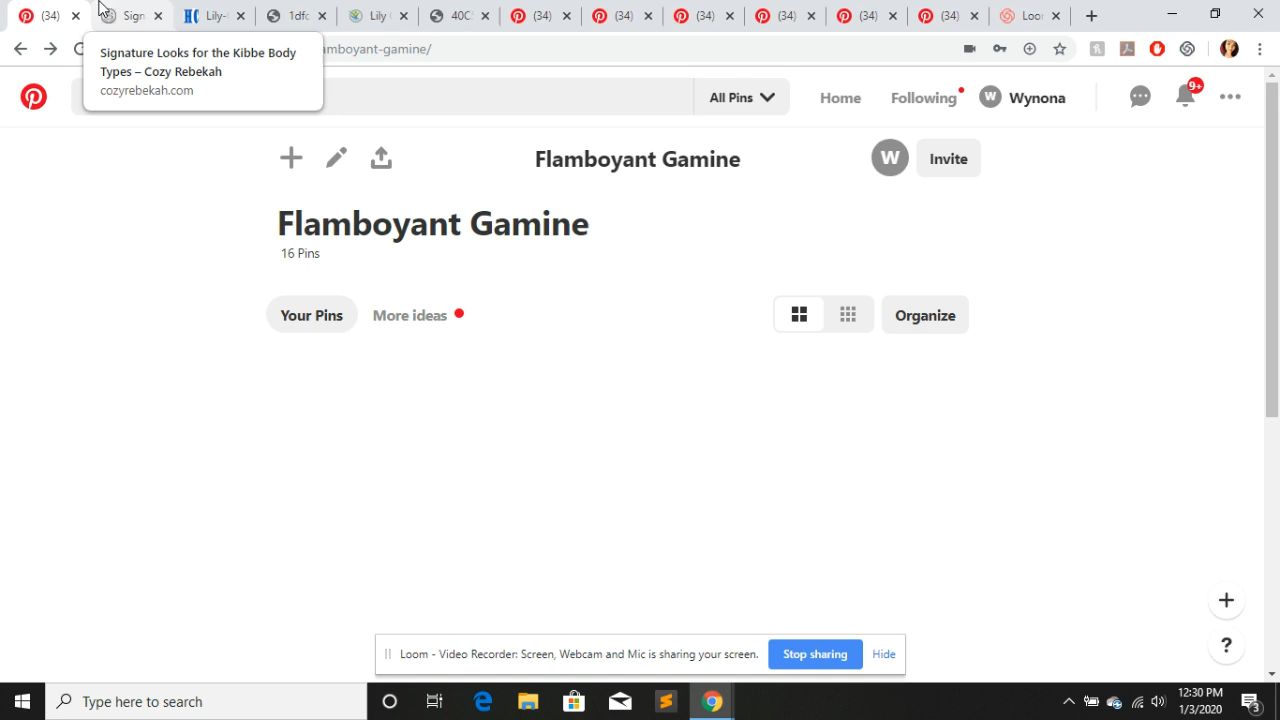 (34)
Sign
Lily-
1dfc
Lily
40C
(34)
(34)
(34)
(34)
(34)
(34)
Loom
amboyant-gamine/
Signature Looks for the Kibbe Body
Types – Cozy Rebekah
cozyrebekah.com
All Pins
Home
Following
W
Wynona
9+
Flamboyant Gamine
W
Invite
Flamboyant Gamine
16 Pins
Your Pins
More ideas
Organize
Loom - Video Recorder: Screen, Webcam and Mic is sharing your screen.
Stop sharing
Hide
Type here to search
12:30 PM
1/3/2020
3